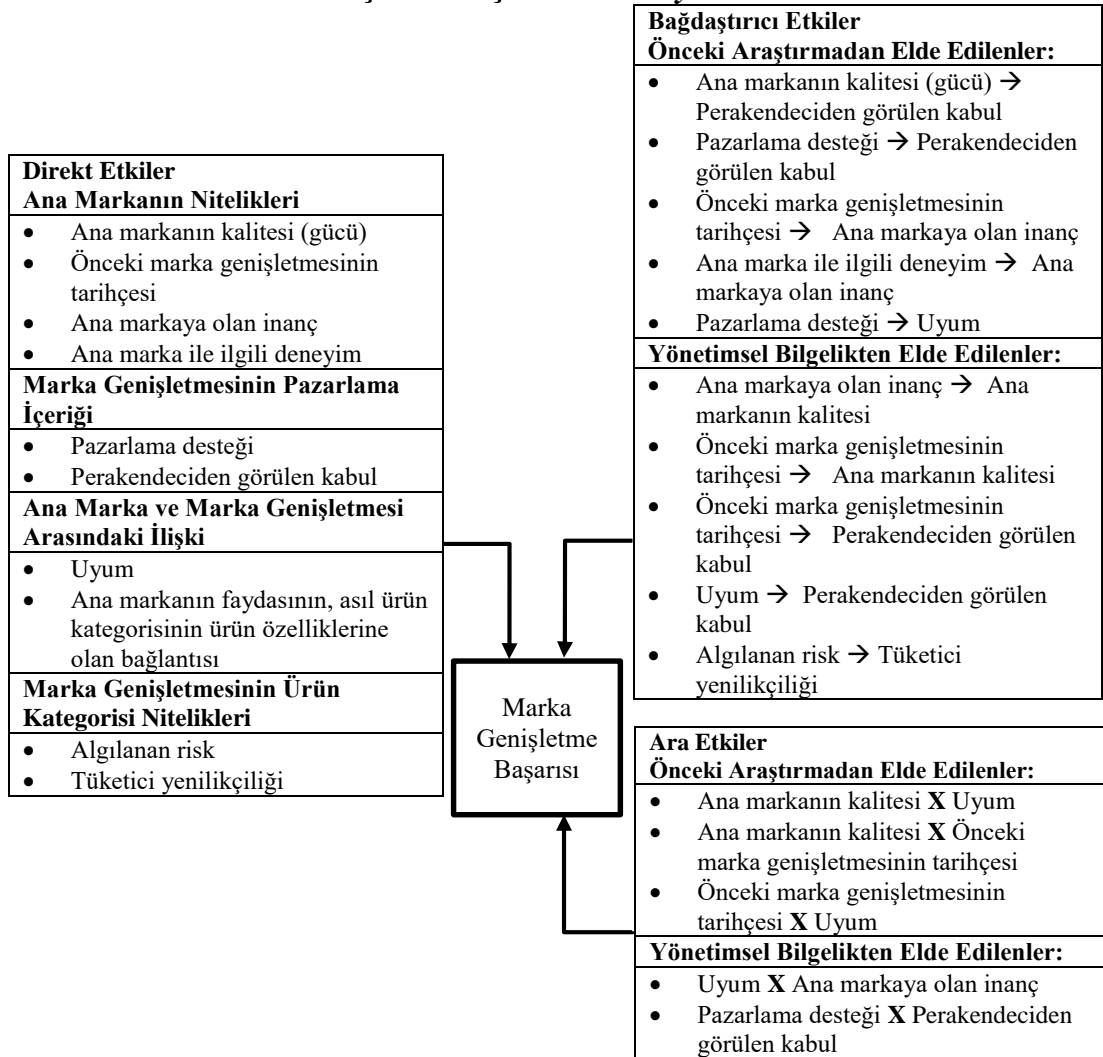 Direkt Etkiler
Ana Markanın Nitelikleri
• Ana markanın kalitesi (gücü)
• Önceki marka genişletmesinin
tarihçesi
• Ana markaya olan inanç
• Ana marka ile ilgili deneyim
Marka Genişletmesinin Pazarlama
İçeriği
• Pazarlama desteği
• Perakendeciden görülen kabul
Ana Marka ve Marka Genişletmesi
Arasındaki İlişki
• Uyum
• Ana markanın faydasının, asıl ürün
kategorisinin ürün özelliklerine
olan bağlantısı
Marka Genişletmesinin Ürün
Kategorisi Nitelikleri
• Algılanan risk
• Tüketici yenilikçiliği
Marka
Genişletme
Başarısı
Bağdaştırıcı Etkiler
Önceki Araştırmadan Elde Edilenler:
• Ana markanın kalitesi (gücü) →
Perakendeciden görülen kabul
• Pazarlama desteği → Perakendeciden
görülen kabul
• Önceki marka genişletmesinin
tarihçesi → Ana markaya olan inanç
• Ana marka ile ilgili deneyim → Ana
markaya olan inanç
• Pazarlama desteği → Uyum
Yönetimsel Bilgelikten Elde Edilenler:
• Ana markaya olan inanç → Ana
markanın kalitesi
• Önceki marka genişletmesinin
tarihçesi → Ana markanın kalitesi
• Önceki marka genişletmesinin
tarihçesi → Perakendeciden görülen
kabul
• Uyum → Perakendeciden görülen
kabul
• Algılanan risk → Tüketici
yenilikçiliği
Ara Etkiler
Önceki Araştırmadan Elde Edilenler:
• Ana markanın kalitesi X Uyum
• Ana markanın kalitesi X Önceki
marka genişletmesinin tarihçesi
• Önceki marka genişletmesinin
tarihçesi X Uyum
Yönetimsel Bilgelikten Elde Edilenler:
• Uyum X Ana markaya olan inanç
• Pazarlama desteği X Perakendeciden
görülen kabul